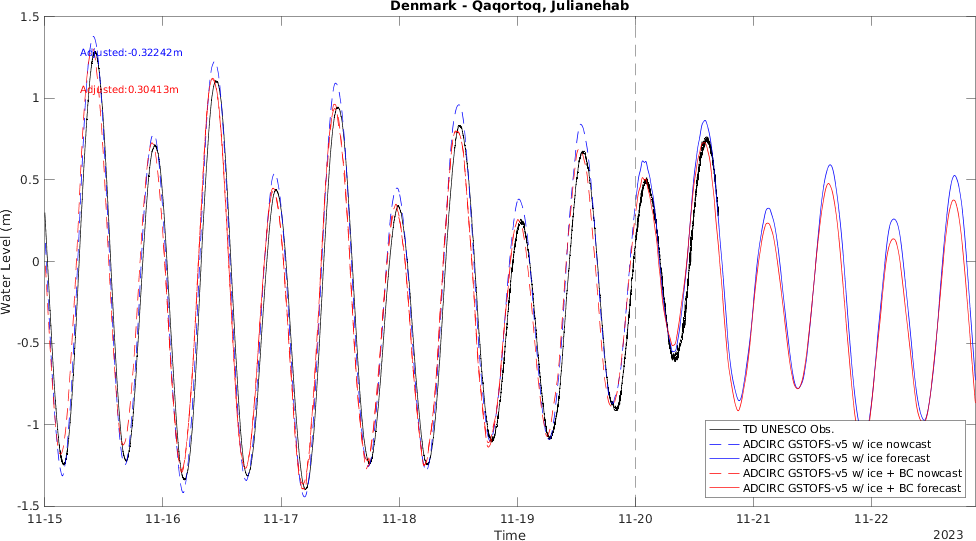 Denmark - Qaqortoq, Julianehab
1.5
Adjusted:-0.32242m
1
Adjusted:0.30413m
0.5
0
-0.5
-1
-1.5
Water Level (m)
TD UNESCO Obs.
ADCIRC GSTOFS-v5 w/ ice nowcast
ADCIRC GSTOFS-v5 w/ ice forecast
ADCIRC GSTOFS-v5 w/ ice + BC nowcast
ADCIRC GSTOFS-v5 w/ ice + BC forecast
11-15 11-16 11-17 11-18 11-19 11-20 11-21 11-22
Time
2023